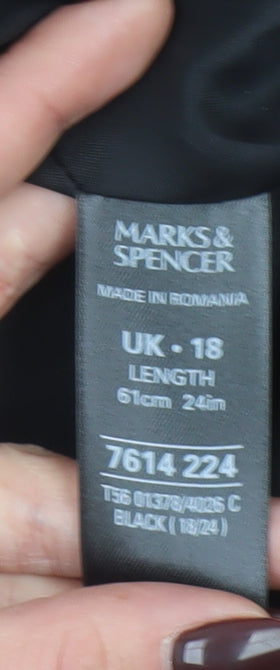 MARKS &
SPENCER
MADE IN ROMANIA
UK • 18
LENGTH
61cm 24in
7614 224
T56 01378/4026 C
BLACK ( 18/24 )